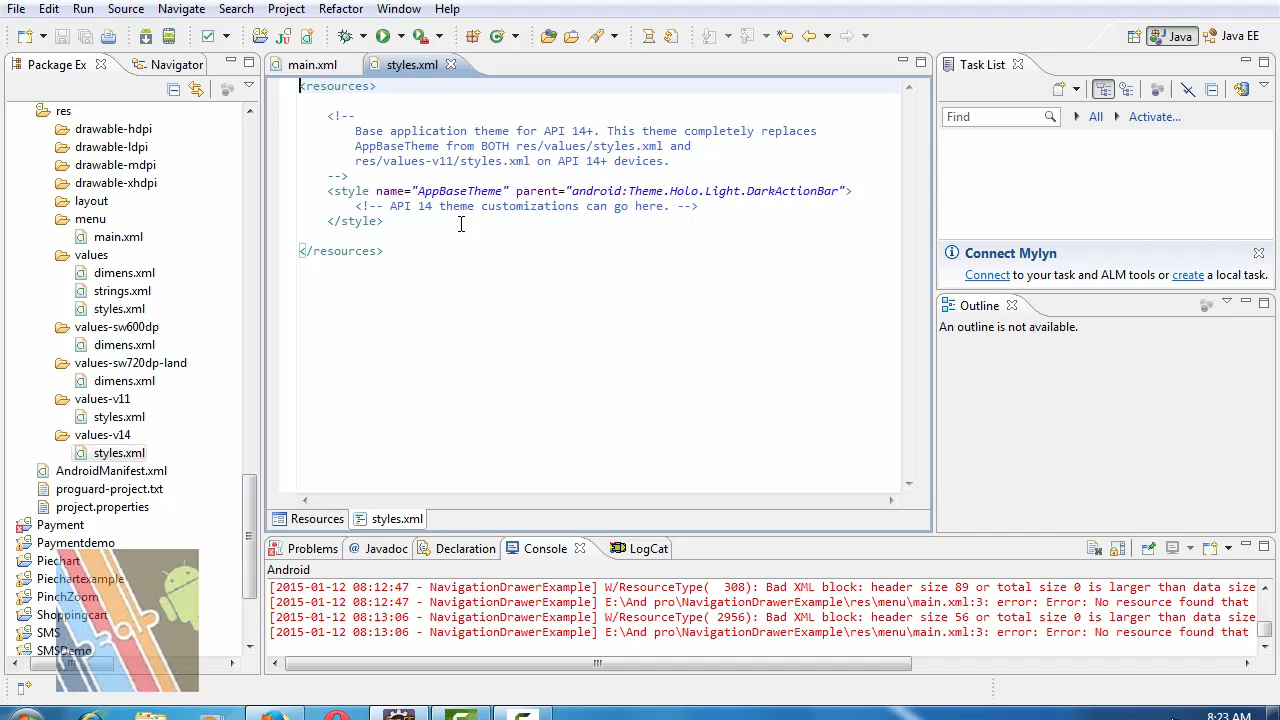 File Edit Run Source Navigate Search Project Refactor Window Help
Java Java EE
Package Ex Navigator
main.xml styles.xml
Task List
res
drawable-hdpi
drawable-ldpi
drawable-mdpi
drawable-xhdpi
layout
menu
main.xml
values
dimens.xml
strings.xml
styles.xml
values-sw600dp
dimens.xml
values-sw720dp-land
dimens.xml
values-v11
styles.xml
values-v14
styles.xml
AndroidManifest.xml
proguard-project.txt
project.properties
Payment
Paymentdemo
Piechart
Piechartexample
PinchZoom
Shoppingcart
SMS
SMSDemo
<resources>
<!--
Base application theme for API 14+. This theme completely replaces
AppBaseTheme from BOTH res/values/styles.xml and
res/values-v11/styles.xml on API 14+ devices.
-->
<style name="AppBaseTheme" parent="android:Theme.Holo.Light.DarkActionBar">
<!-- API 14 theme customizations can go here. -->
</style>
</resources>
Resources styles.xml
Find All Activate...
Connect Mylyn
Connect to your task and ALM tools or create a local task.
Outline
An outline is not available.
Problems Javadoc Declaration Console LogCat
Android
[2015-01-12 08:12:47 - NavigationDrawerExample] W/ResourceType( 308): Bad XML block: header size 89 or total size 0 is larger than data size
[2015-01-12 08:12:47 - NavigationDrawerExample] E:\And pro\NavigationDrawerExample\res\menu\main.xml:3: error: Error: No resource found that
[2015-01-12 08:13:06 - NavigationDrawerExample] W/ResourceType( 2956): Bad XML block: header size 56 or total size 0 is larger than data size
[2015-01-12 08:13:06 - NavigationDrawerExample] E:\And pro\NavigationDrawerExample\res\menu\main.xml:3: error: Error: No resource found that
8:23 AM